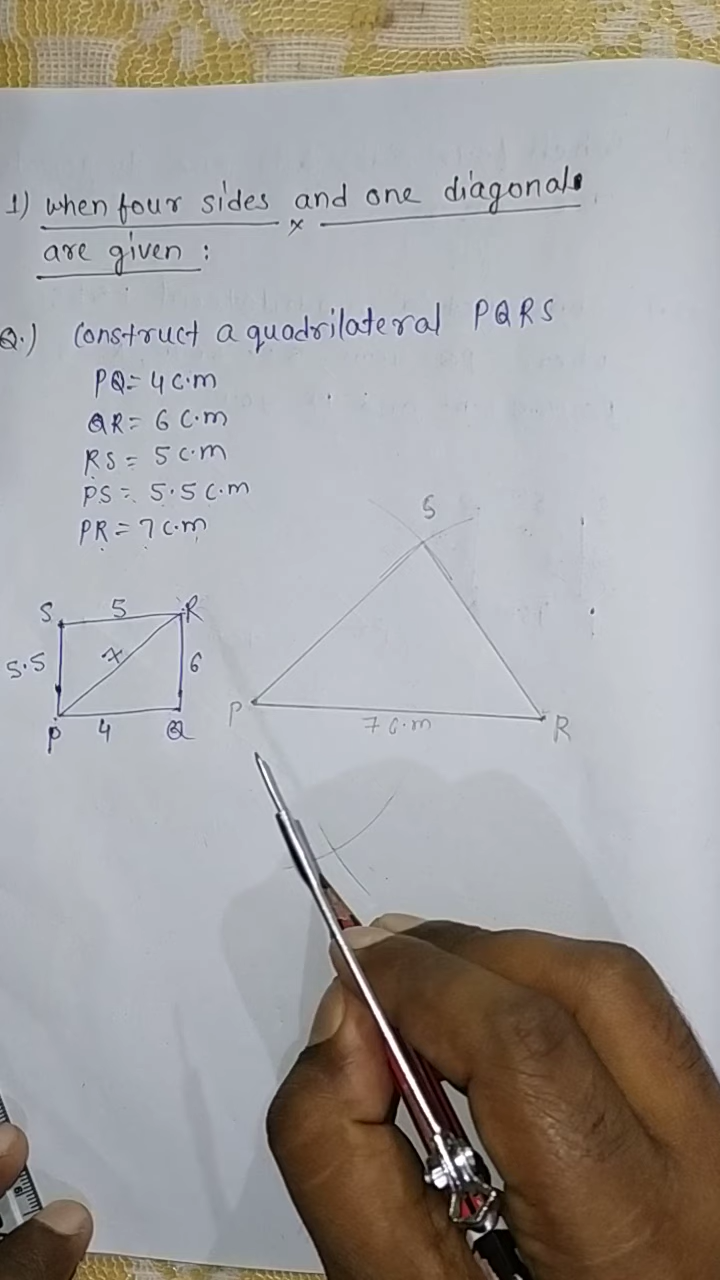 1) when four sides and one diagonal
are given :
Q.) Construct a quadrilateral PQRS
PQ = 4 c.m
QR = 6 c.m
RS = 5 c.m
PS = 5.5 c.m
PR = 7 c.m
S
S 5 R
5.5 7 6
P 4 Q
P 7 c.m R